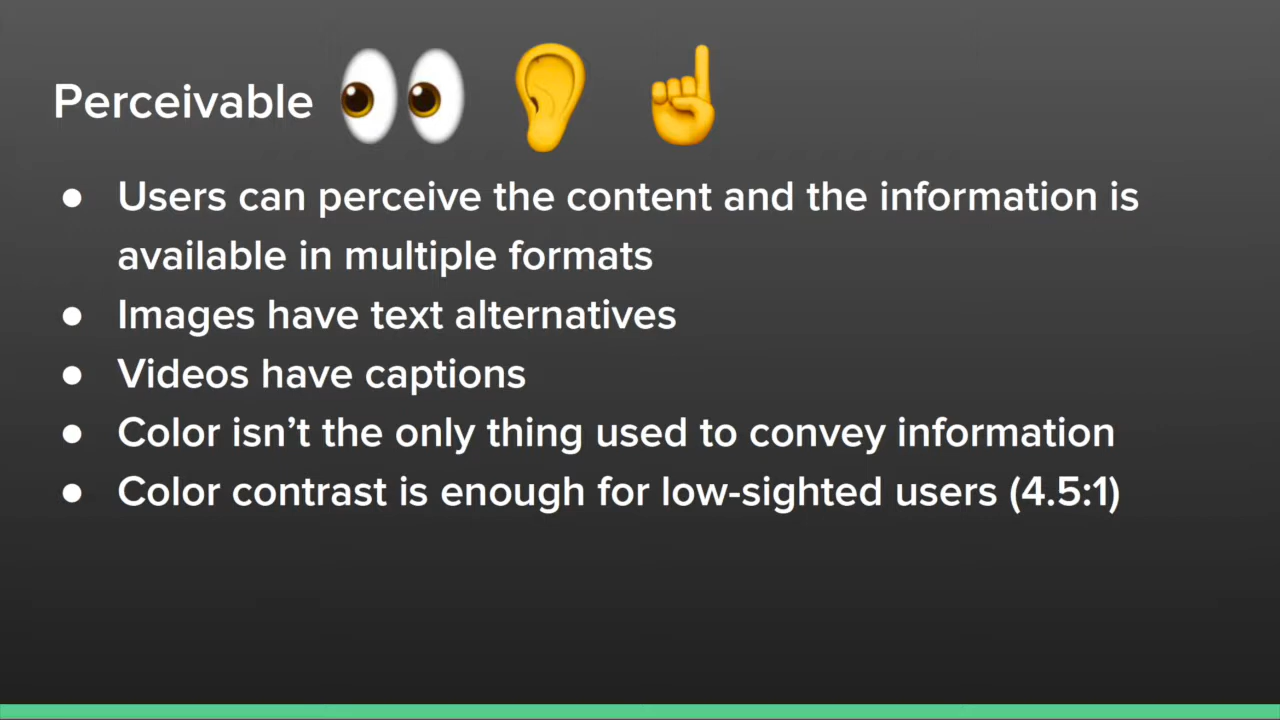 Perceivable 👀 👂 ☝️
● Users can perceive the content and the information is
available in multiple formats
● Images have text alternatives
● Videos have captions
● Color isn’t the only thing used to convey information
● Color contrast is enough for low-sighted users (4.5:1)